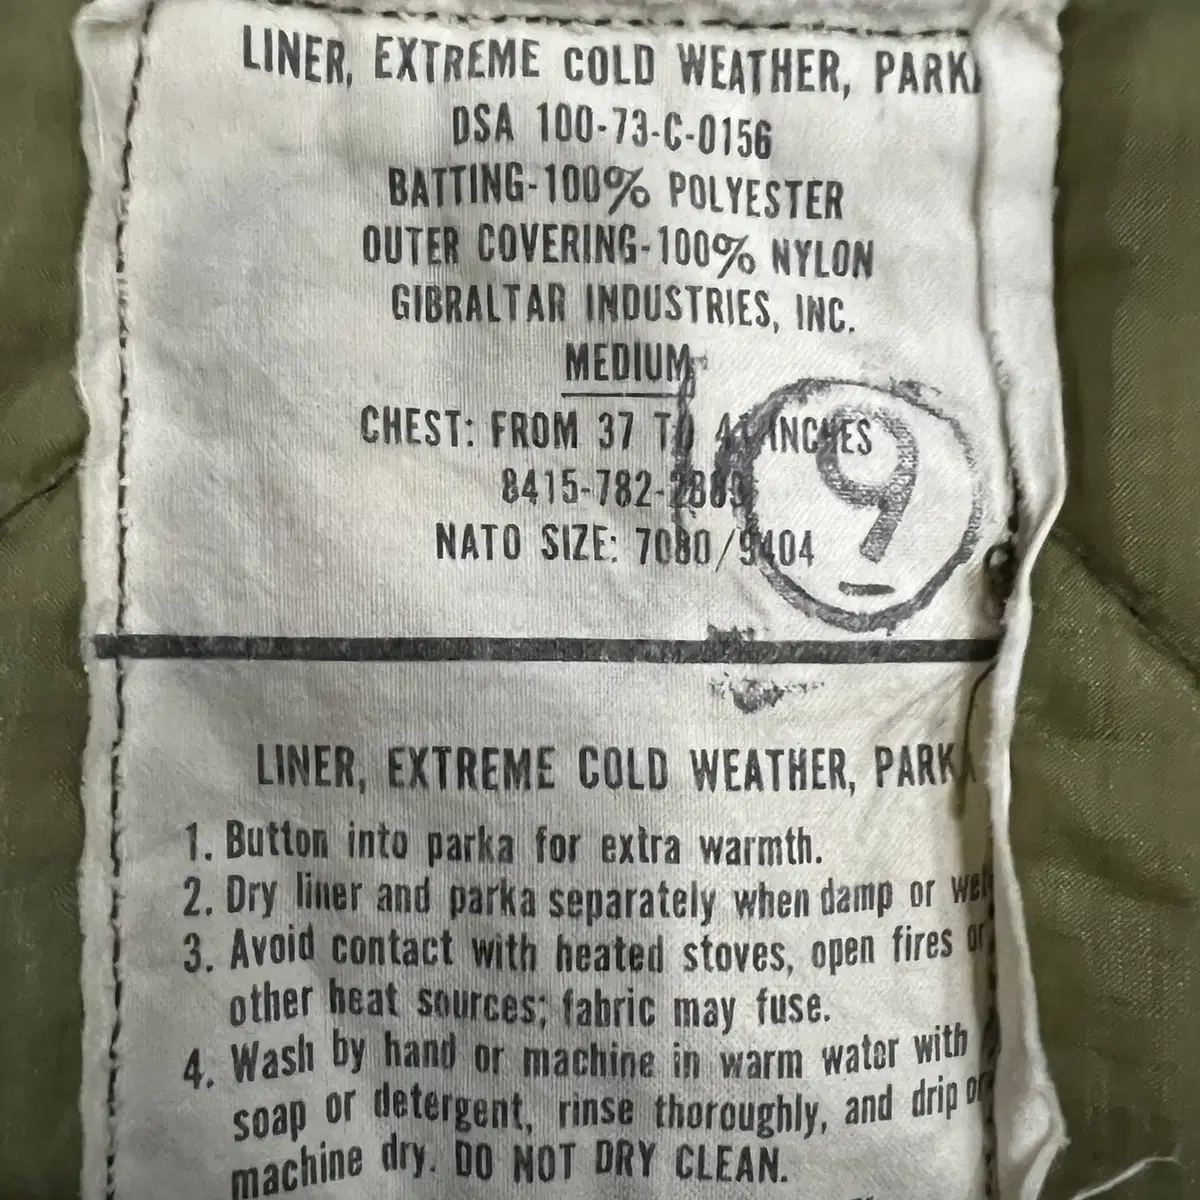 LINER, EXTREME COLD WEATHER, PARKA
DSA 100-73-C-0156
BATTING-100% POLYESTER
OUTER COVERING-100% NYLON
GIBRALTAR INDUSTRIES, INC.
MEDIUM
CHEST: FROM 37 TO 41 INCHES
8415-782-2889
NATO SIZE: 7080/9404
9
LINER, EXTREME COLD WEATHER, PARKA
1. Button into parka for extra warmth.
2. Dry liner and parka separately when damp or wet
3. Avoid contact with heated stoves, open fires or
other heat sources; fabric may fuse.
4. Wash by hand or machine in warm water with
soap or detergent, rinse thoroughly, and drip or
machine dry. DO NOT DRY CLEAN.